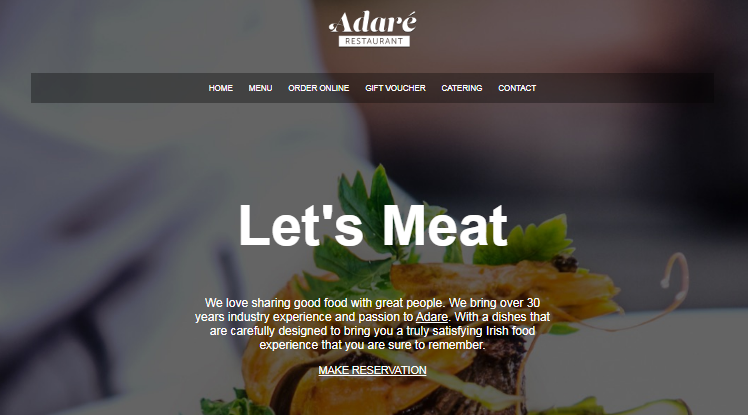 Adaré
RESTAURANT
HOME MENU ORDER ONLINE GIFT VOUCHER CATERING CONTACT
Let's Meat
We love sharing good food with great people. We bring over 30
years industry experience and passion to Adare. With a dishes that
are carefully designed to bring you a truly satisfying Irish food
experience that you are sure to remember.
MAKE RESERVATION